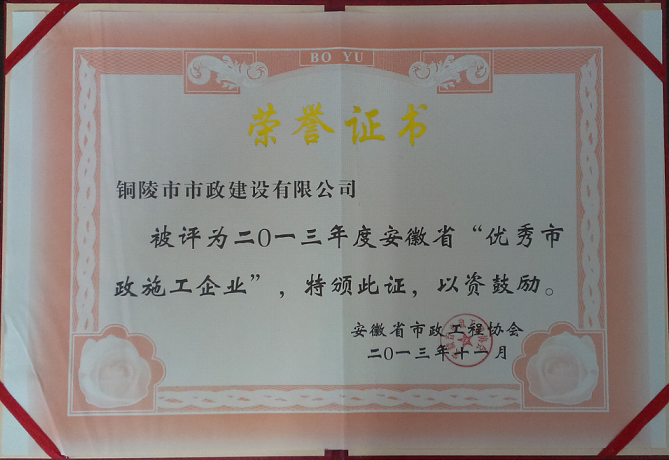 BO YU
荣誉证书
铜陵市市政建设有限公司
被评为二〇一三年度安徽省“优秀市
政施工企业”，特颁此证，以资鼓励。
安徽省市政工程协会
二〇一三年十一月